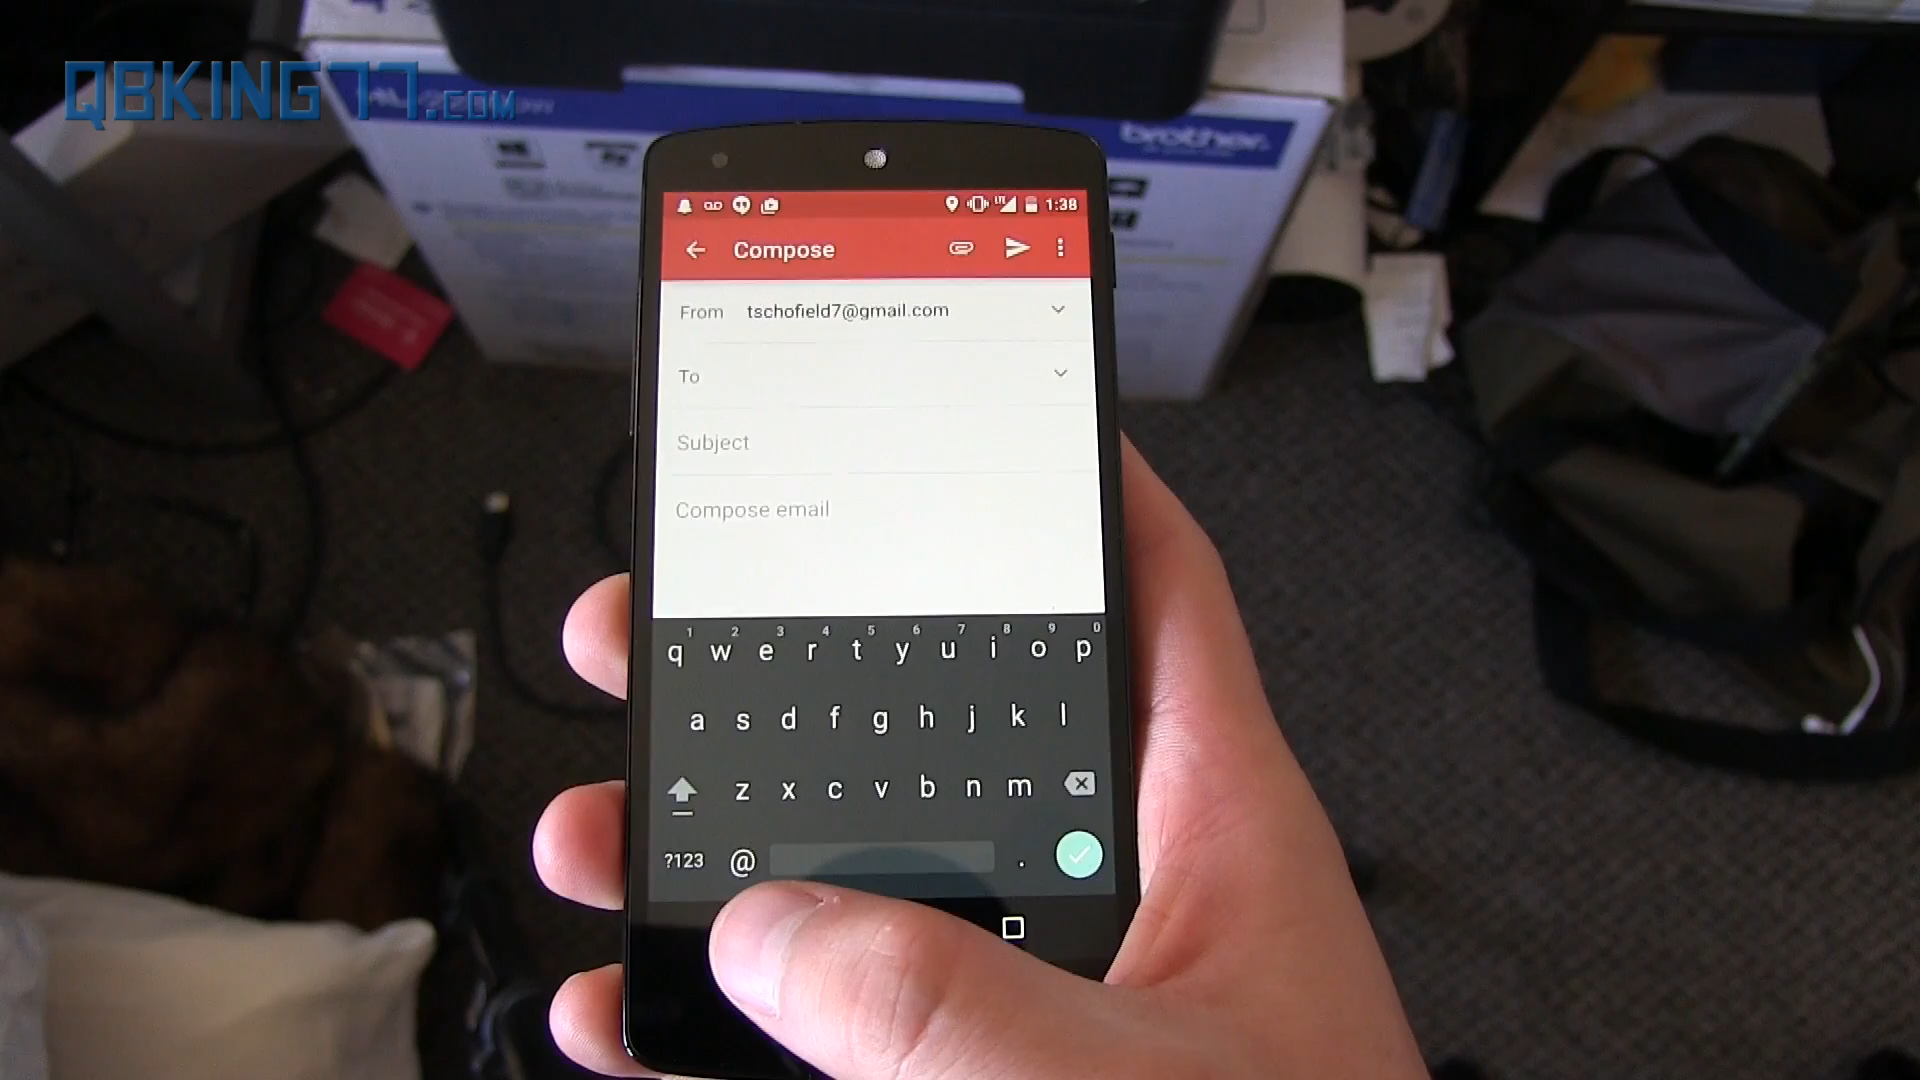 QBKING77.COM
brother.
1:38
Compose
From tschofield7@gmail.com
To
Subject
Compose email
1 2 3 4 5 6 7 8 9 0
q w e r t y u i o p
a s d f g h j k l
z x c v b n m
?123 @ .